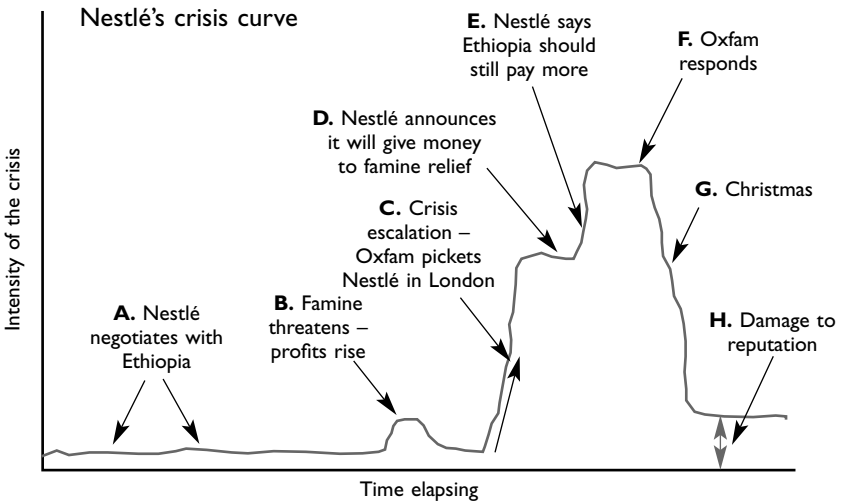 Nestlé’s crisis curve
E. Nestlé says
Ethiopia should
still pay more
F. Oxfam
responds
D. Nestlé announces
it will give money
to famine relief
G. Christmas
C. Crisis
escalation –
Oxfam pickets
Nestlé in London
B. Famine
threatens –
profits rise
A. Nestlé
negotiates with
Ethiopia
H. Damage to
reputation
Intensity of the crisis
Time elapsing